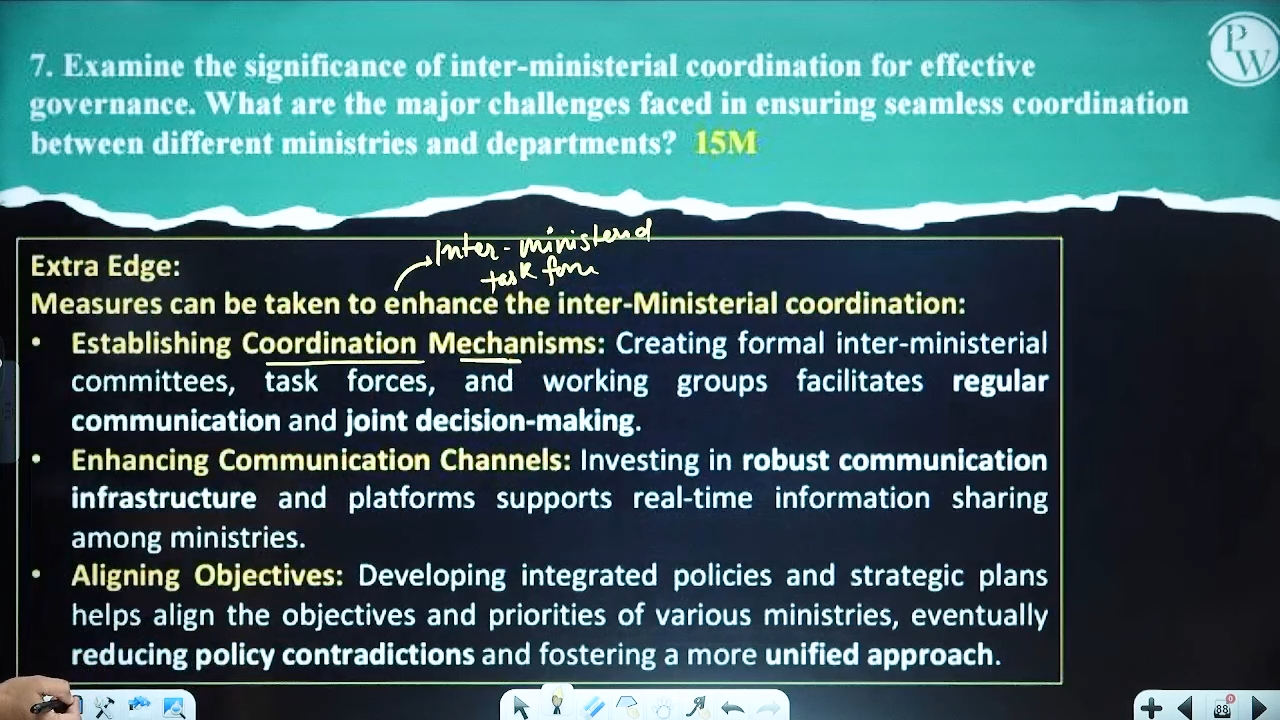 PW
7. Examine the significance of inter-ministerial coordination for effective
governance. What are the major challenges faced in ensuring seamless coordination
between different ministries and departments? 15M
Inter-ministerial
task force
Extra Edge:
Measures can be taken to enhance the inter-Ministerial coordination:
• Establishing Coordination Mechanisms: Creating formal inter-ministerial
committees, task forces, and working groups facilitates regular
communication and joint decision-making.
• Enhancing Communication Channels: Investing in robust communication
infrastructure and platforms supports real-time information sharing
among ministries.
• Aligning Objectives: Developing integrated policies and strategic plans
helps align the objectives and priorities of various ministries, eventually
reducing policy contradictions and fostering a more unified approach.
88